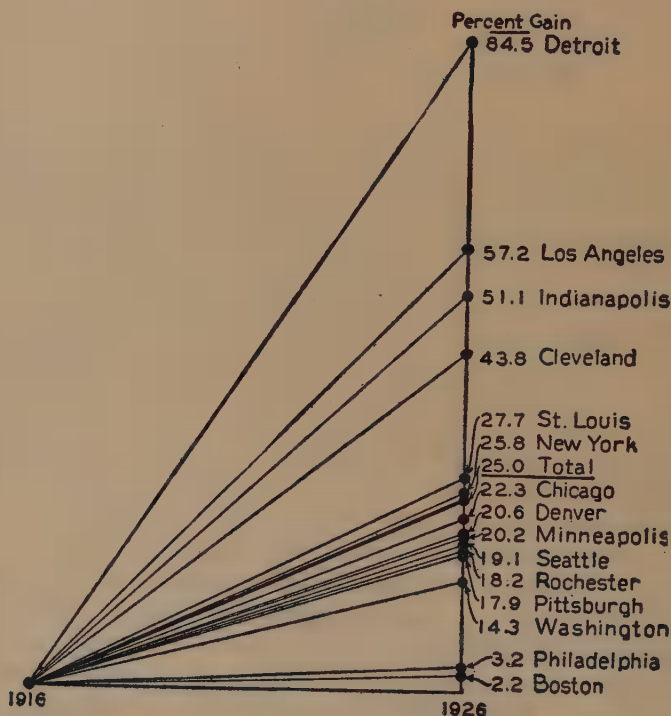 Percent Gain
84.5 Detroit
57.2 Los Angeles
51.1 Indianapolis
43.8 Cleveland
27.7 St. Louis
25.8 New York
25.0 Total
22.3 Chicago
20.6 Denver
20.2 Minneapolis
19.1 Seattle
18.2 Rochester
17.9 Pittsburgh
14.3 Washington
3.2 Philadelphia
2.2 Boston
1916
1926